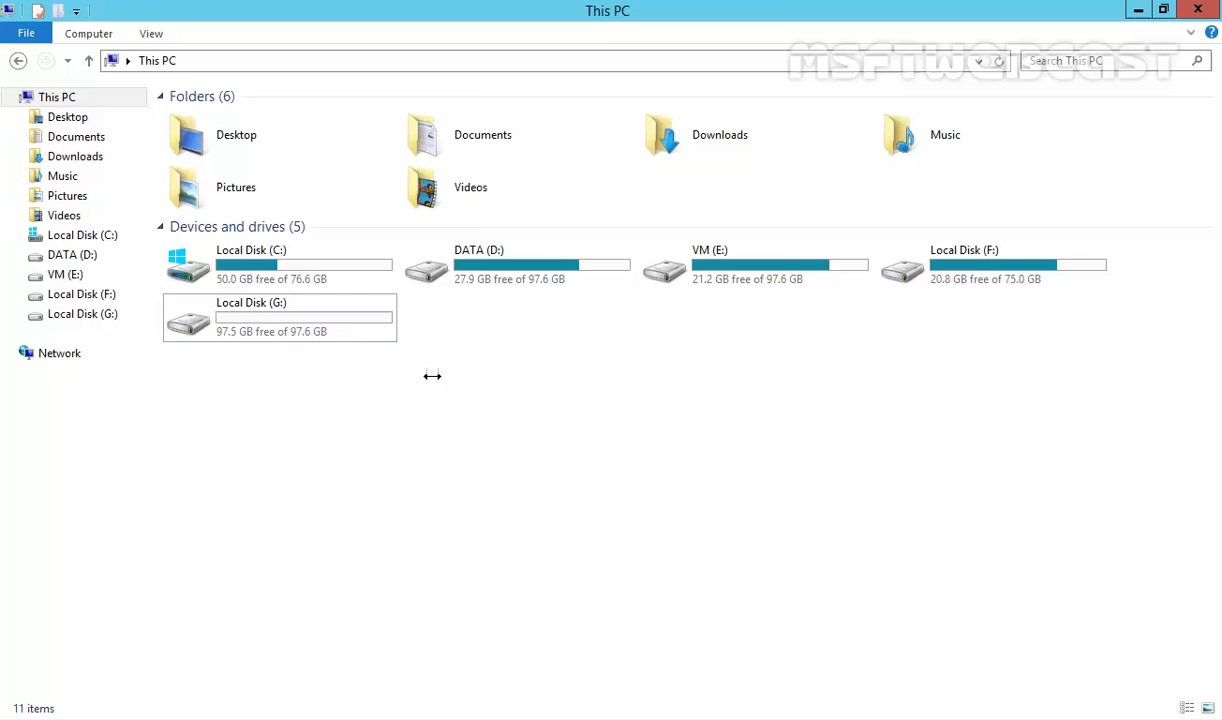 This PC
File Computer View
This PC
Search This PC
MSFTWEBCAST
This PC
Desktop
Documents
Downloads
Music
Pictures
Videos
Local Disk (C:)
DATA (D:)
VM (E:)
Local Disk (F:)
Local Disk (G:)
Network
Folders (6)
Desktop
Documents
Downloads
Music
Pictures
Videos
Devices and drives (5)
Local Disk (C:)
50.0 GB free of 76.6 GB
DATA (D:)
27.9 GB free of 97.6 GB
VM (E:)
21.2 GB free of 97.6 GB
Local Disk (F:)
20.8 GB free of 75.0 GB
Local Disk (G:)
97.5 GB free of 97.6 GB
11 items